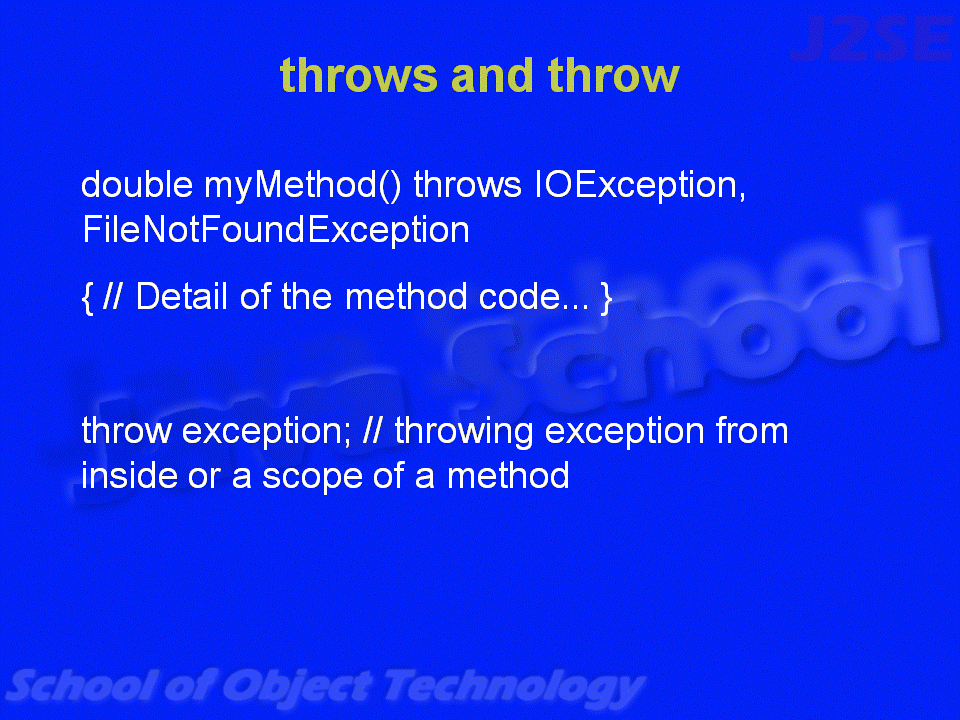 J2SE
throws and throw
double myMethod() throws IOException,
FileNotFoundException
{ // Detail of the method code... }
Java School
throw exception; // throwing exception from
inside or a scope of a method
School of Object Technology